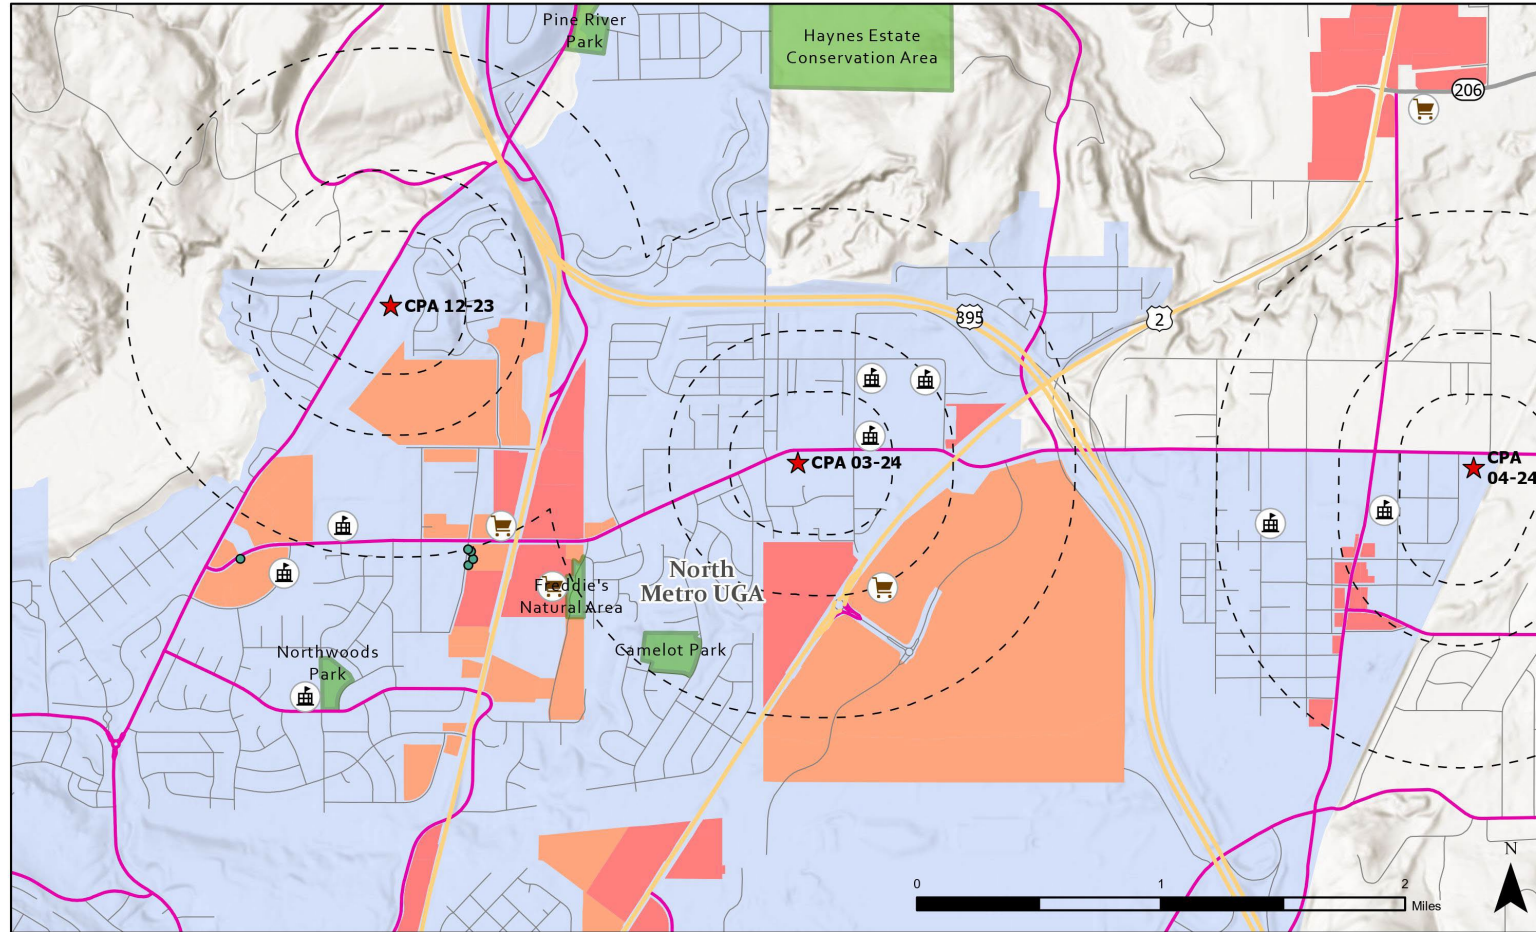 Pine River
Park
Haynes Estate
Conservation Area
206
CPA 12-23
395
2
CPA 03-24
CPA
04-24
North
Metro UGA
Freddie's
Natural Area
Camelot Park
Northwoods
Park
N
0
1
2
Miles